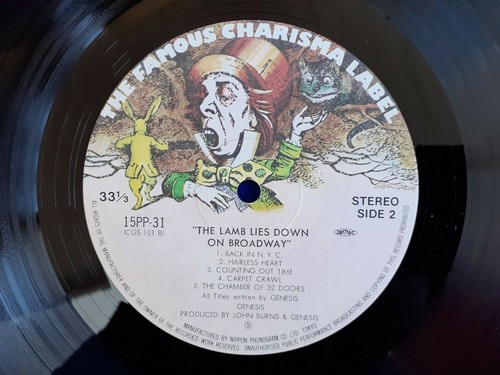 THE FAMOUS CHARISMA LABEL
33⅓
STEREO
SIDE 2
15PP-31
(CGS 101 B)
"THE LAMB LIES DOWN
ON BROADWAY"
1. BACK IN N.Y.C.
2. HAIRLESS HEART
3. COUNTING OUT TIME
4. CARPET CRAWL
5. THE CHAMBER OF 32 DOORS
All Titles written by GENESIS
GENESIS
PRODUCED BY JOHN BURNS & GENESIS
Ⓢ
MANUFACTURED BY NIPPON PHONOGRAM CO. LTD. TOKYO
ALL RIGHTS OF THE MANUFACTURER AND OF THE OWNER OF THE RECORDED WORK RESERVED. UNAUTHORISED PUBLIC PERFORMANCE BROADCASTING AND COPYING OF THIS RECORD PROHIBITED